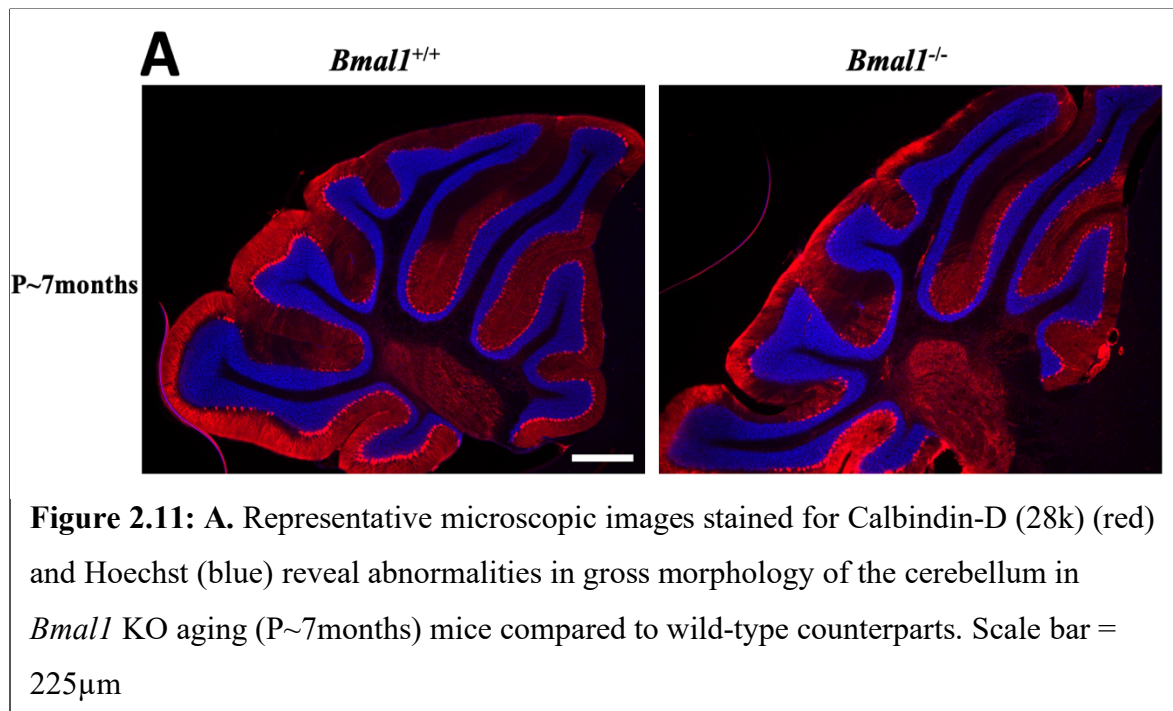 A
Bmal1+/+
Bmal1-/-
P~7months
Figure 2.11: A. Representative microscopic images stained for Calbindin-D (28k) (red)
and Hoechst (blue) reveal abnormalities in gross morphology of the cerebellum in
Bmal1 KO aging (P~7months) mice compared to wild-type counterparts. Scale bar =
225µm